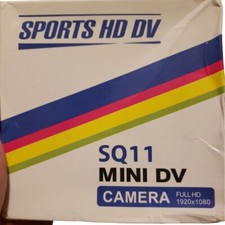 SPORTS HD DV
SQ11
MINI DV
CAMERA FULL HD
1920x1080